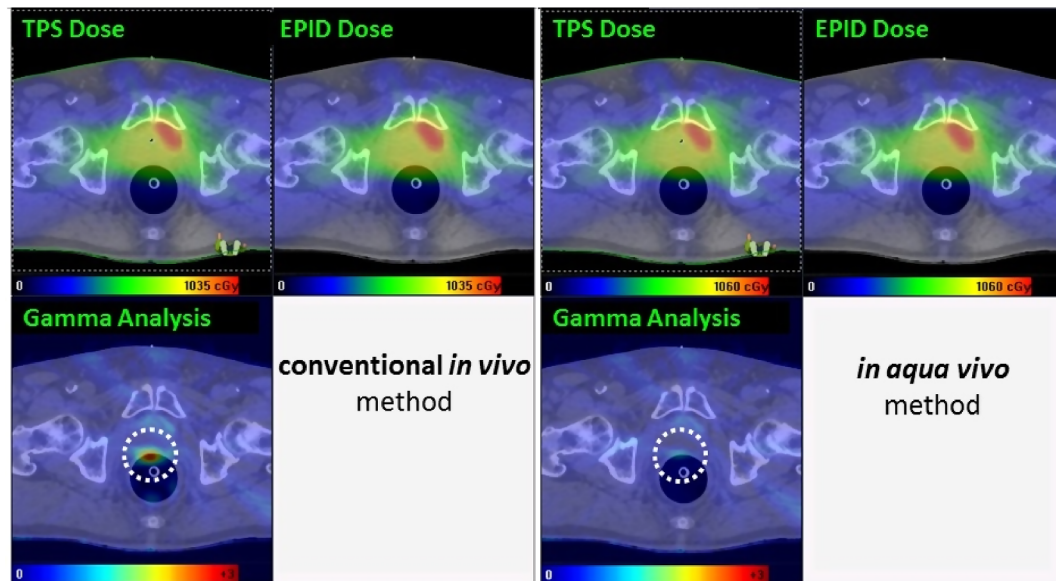 TPS Dose
EPID Dose
TPS Dose
EPID Dose
0 1035 cGy
0 1035 cGy
0 1060 cGy
0 1060 cGy
Gamma Analysis
conventional in vivo
method
Gamma Analysis
in aqua vivo
method
0 +3
0 +3